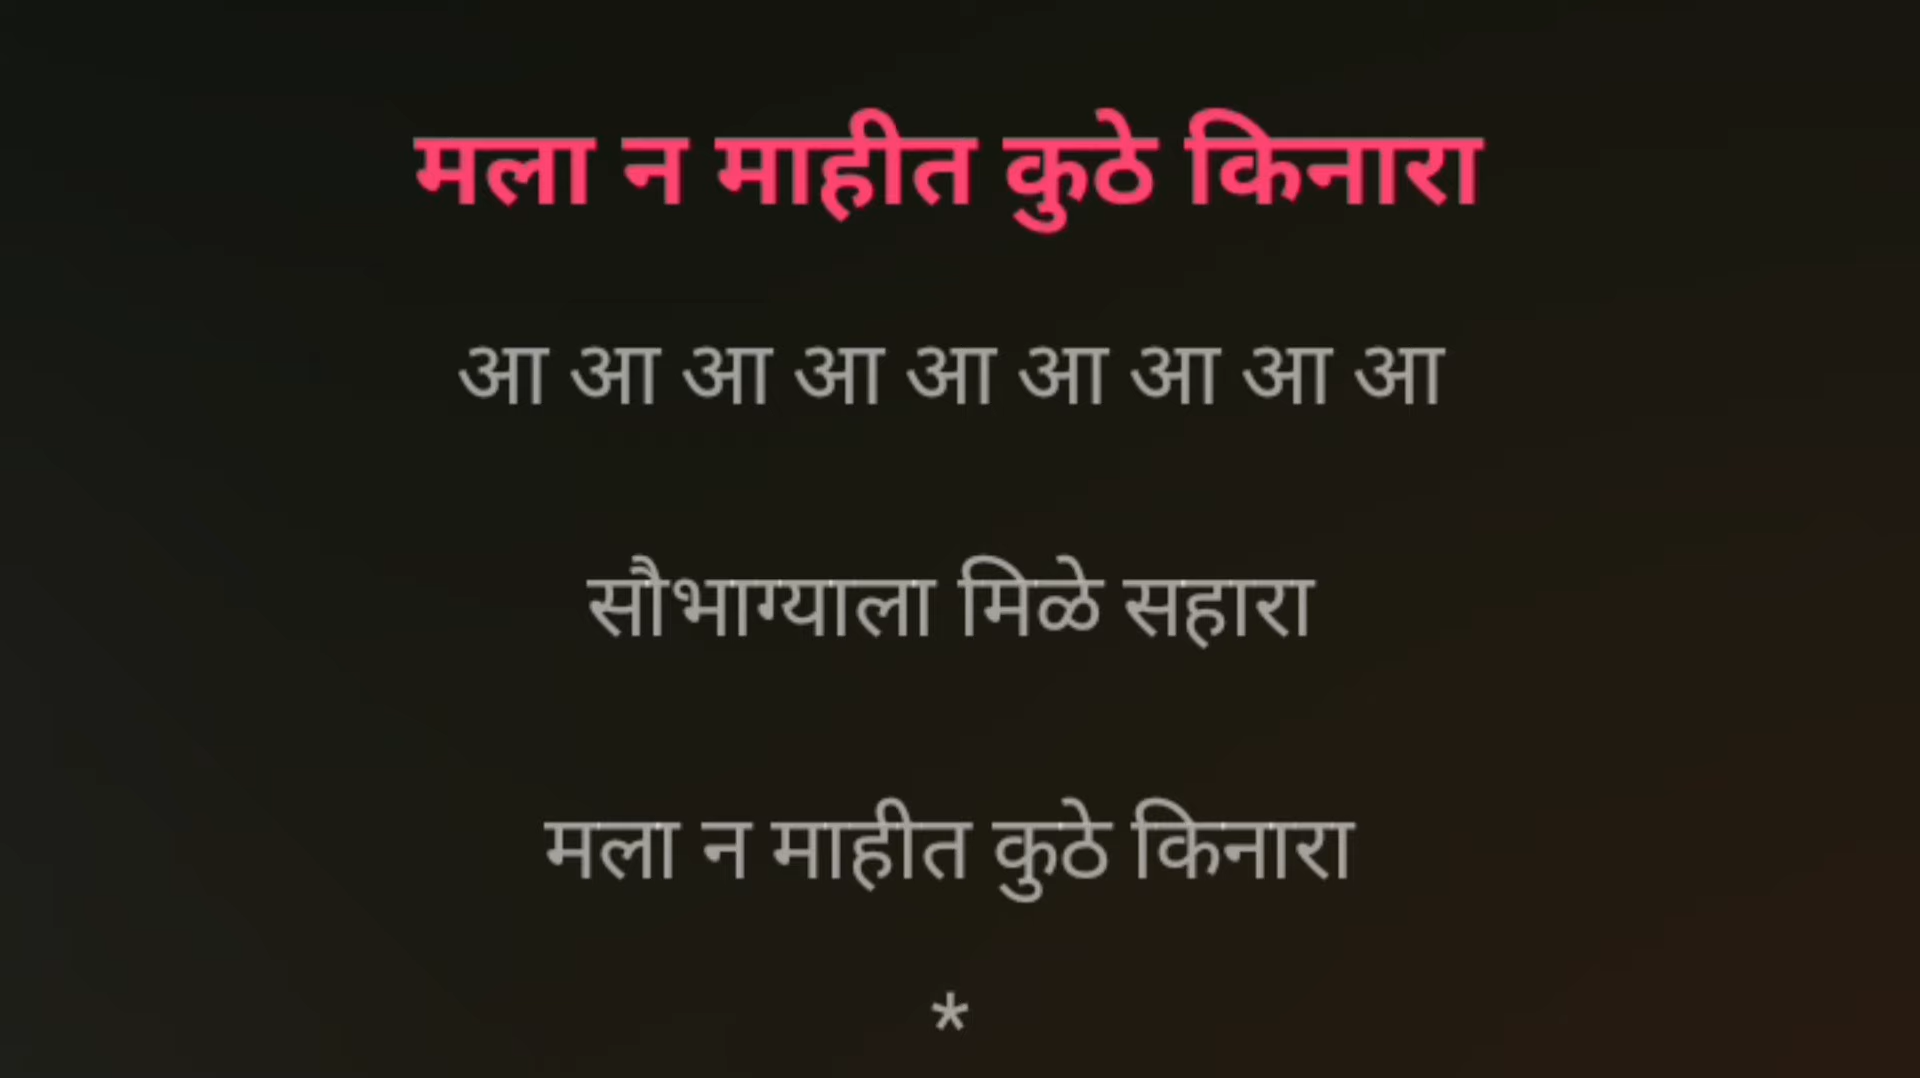 मला न माहीत कुठे किनारा
आ आ आ आ आ आ आ आ आ
सौभाग्याला मिळे सहारा
मला न माहीत कुठे किनारा
*